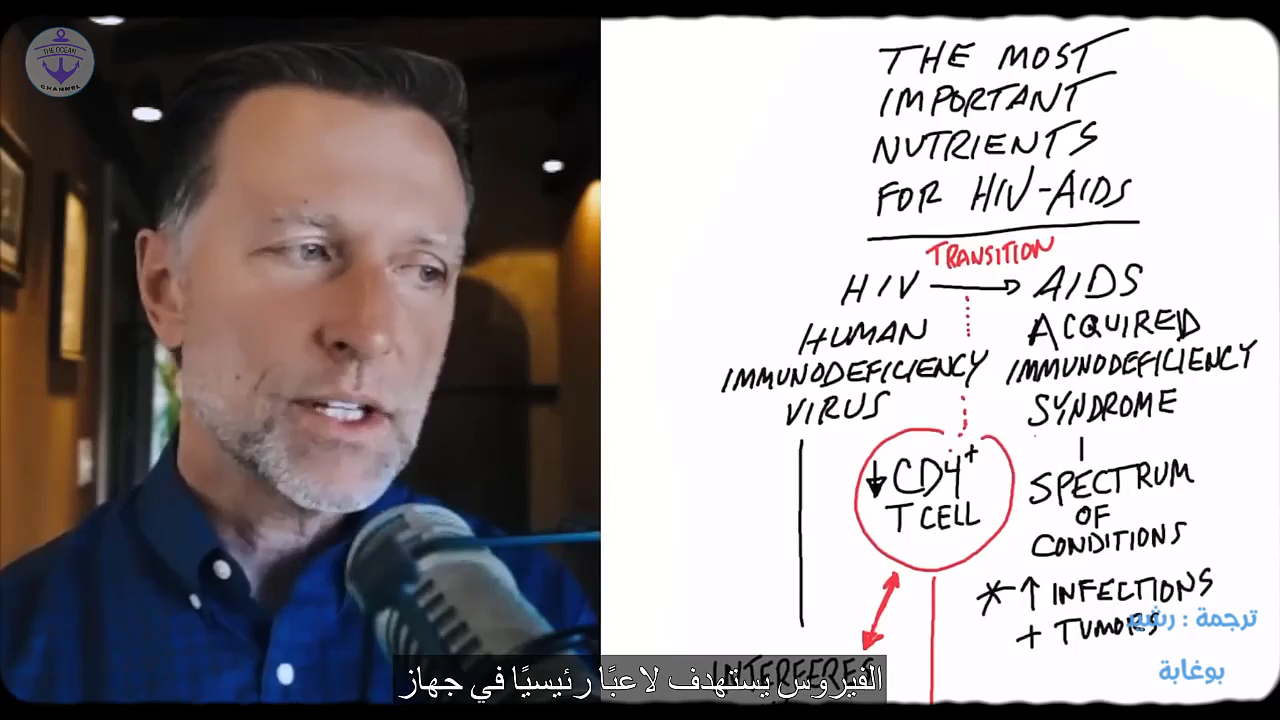 THE OCEAN
CHANNEL
THE MOST
IMPORTANT
NUTRIENTS
FOR HIV-AIDS
TRANSITION
HIV → AIDS
HUMAN
IMMUNODEFICIENCY
VIRUS
ACQUIRED
IMMUNODEFICIENCY
SYNDROME
↓ CD4+
T CELL
SPECTRUM
OF
CONDITIONS
* ↑ INFECTIONS
+ TUMORS
ترجمة : رشيد
بوغابة
INTERFERES
الفيروس يستهدف لاعبًا رئيسيًا في جهاز